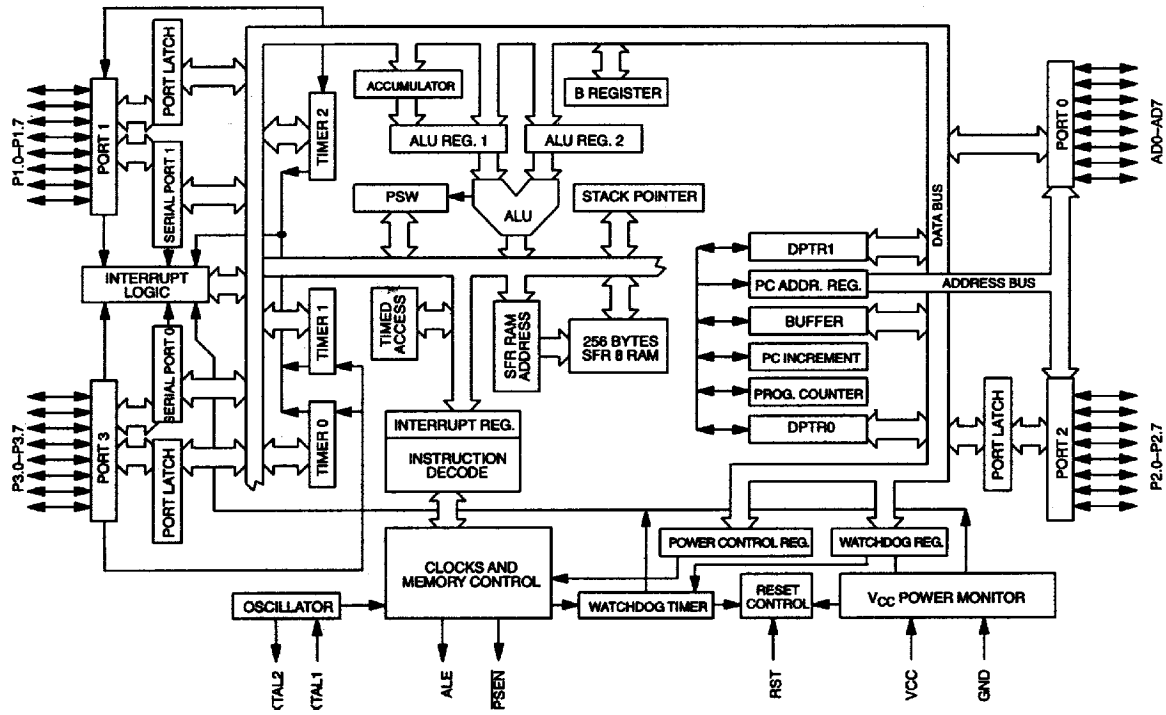 P1.0–P1.7
PORT 1
PORT LATCH
SERIAL PORT 1
TIMER 2
ACCUMULATOR
ALU REG. 1
ALU REG. 2
B REGISTER
PORT 0
AD0–AD7
PSW
ALU
STACK POINTER
DATA BUS
INTERRUPT
LOGIC
DPTR1
PC ADDR. REG.
ADDRESS BUS
BUFFER
PC INCREMENT
PROG. COUNTER
DPTR0
TIMED
ACCESS
SFR RAM
ADDRESS
256 BYTES
SFR 8 RAM
TIMER 1
TIMER 0
SERIAL PORT 0
P3.0–P3.7
PORT 3
PORT LATCH
INTERRUPT REG.
INSTRUCTION
DECODE
PORT LATCH
PORT 2
P2.0–P2.7
POWER CONTROL REG.
WATCHDOG REG.
CLOCKS AND
MEMORY CONTROL
OSCILLATOR
WATCHDOG TIMER
RESET
CONTROL
VCC POWER MONITOR
XTAL2
XTAL1
ALE
PSEN
RST
VCC
GND